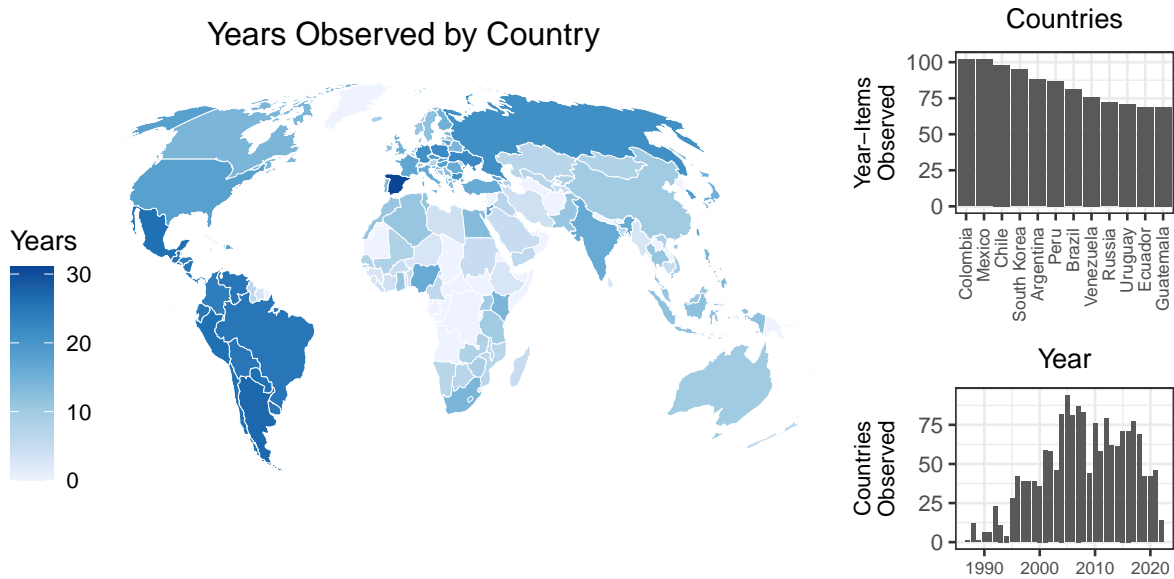 Years Observed by Country
Years
30
20
10
0
Countries
Year−Items
Observed
100
75
50
25
0
Colombia
Mexico
Chile
South Korea
Argentina
Peru
Brazil
Venezuela
Russia
Uruguay
Ecuador
Guatemala
Year
Countries
Observed
75
50
25
0
1990
2000
2010
2020